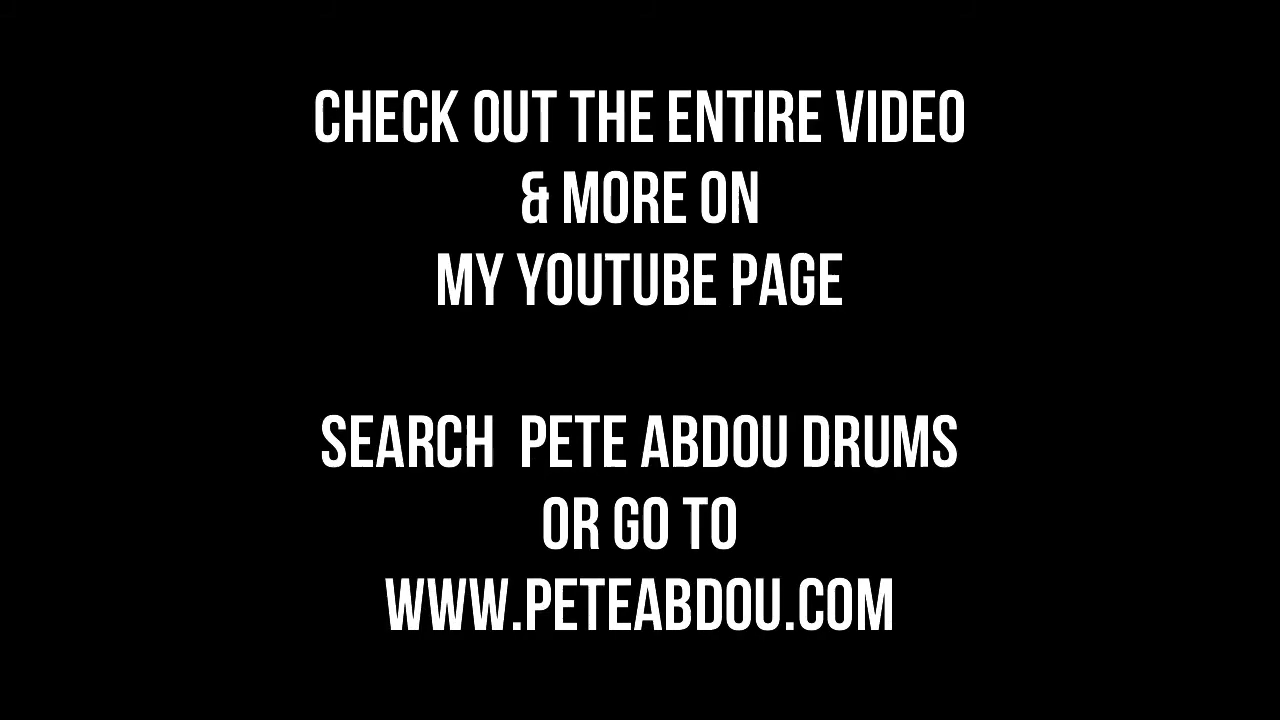 CHECK OUT THE ENTIRE VIDEO
& MORE ON
MY YOUTUBE PAGE
SEARCH  PETE ABDOU DRUMS
OR GO TO
WWW.PETEABDOU.COM